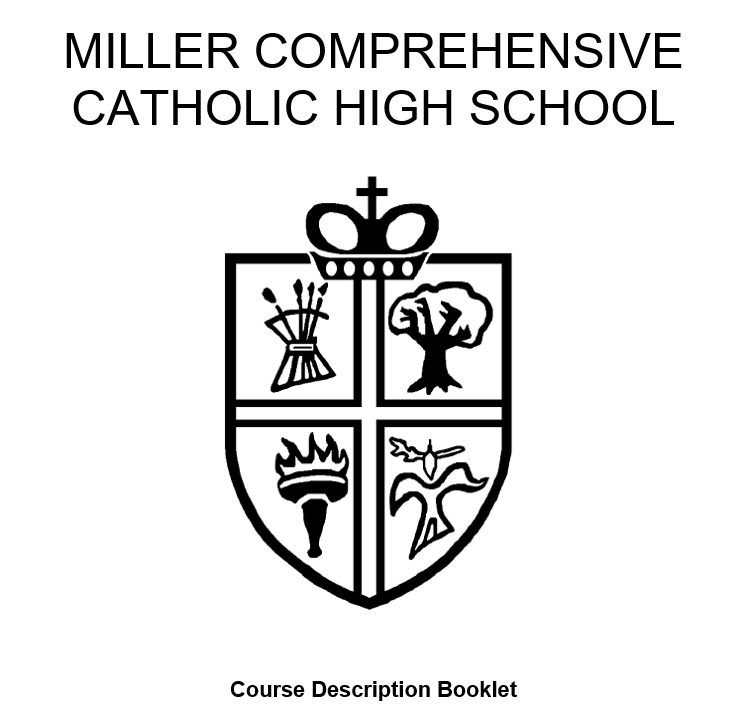 MILLER COMPREHENSIVE
CATHOLIC HIGH SCHOOL
Course Description Booklet